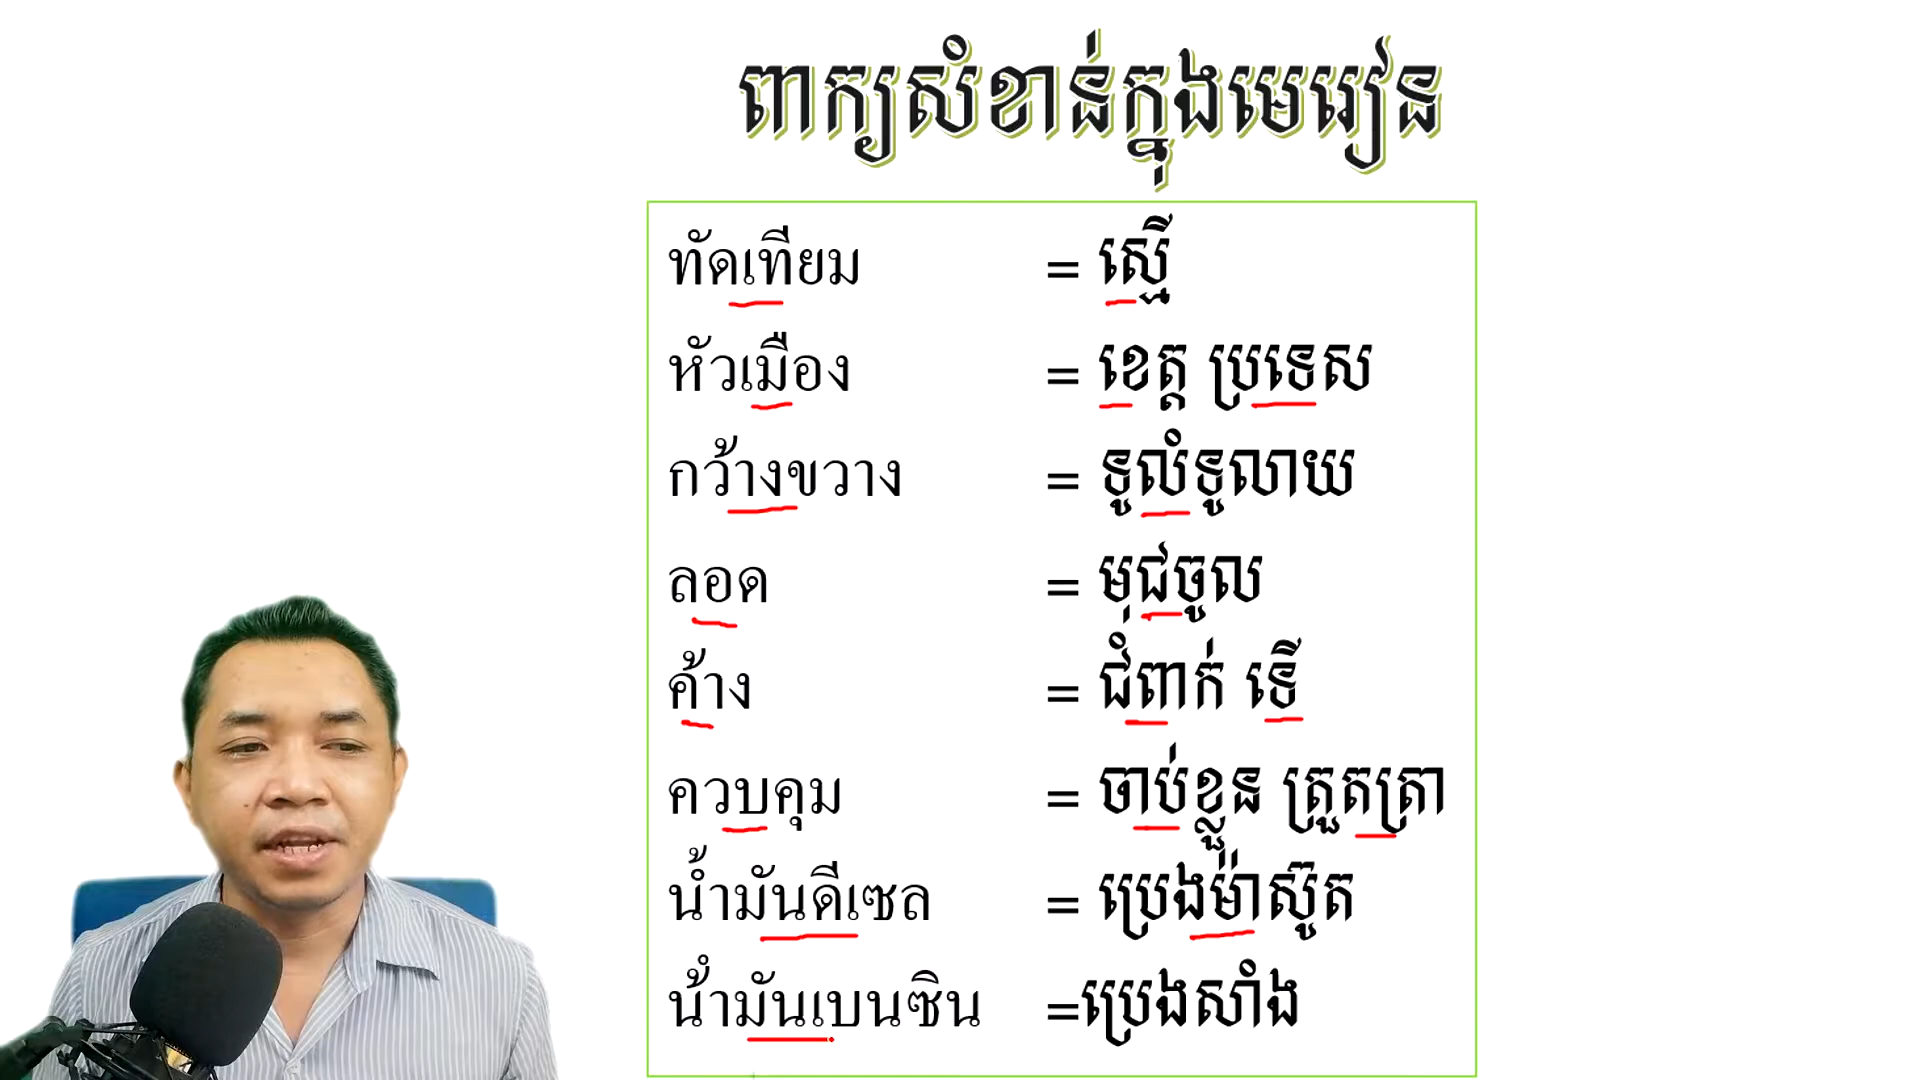 ពាក្យសំខាន់ក្នុងមេរៀន
ทัดเทียม = ស្មើ
หัวเมือง = ខេត្ត ប្រទេស
กว้างขวาง = ទូលំទូលាយ
ลอด = មុជចូល
ค้าง = ជំពាក់ ទើ
ควบคุม = ចាប់ខ្លួន ត្រួតត្រា
น้ำมันดีเซล = ប្រេងម៉ាស៊ូត
น้ำมันเบนซิน =ប្រេងសាំង